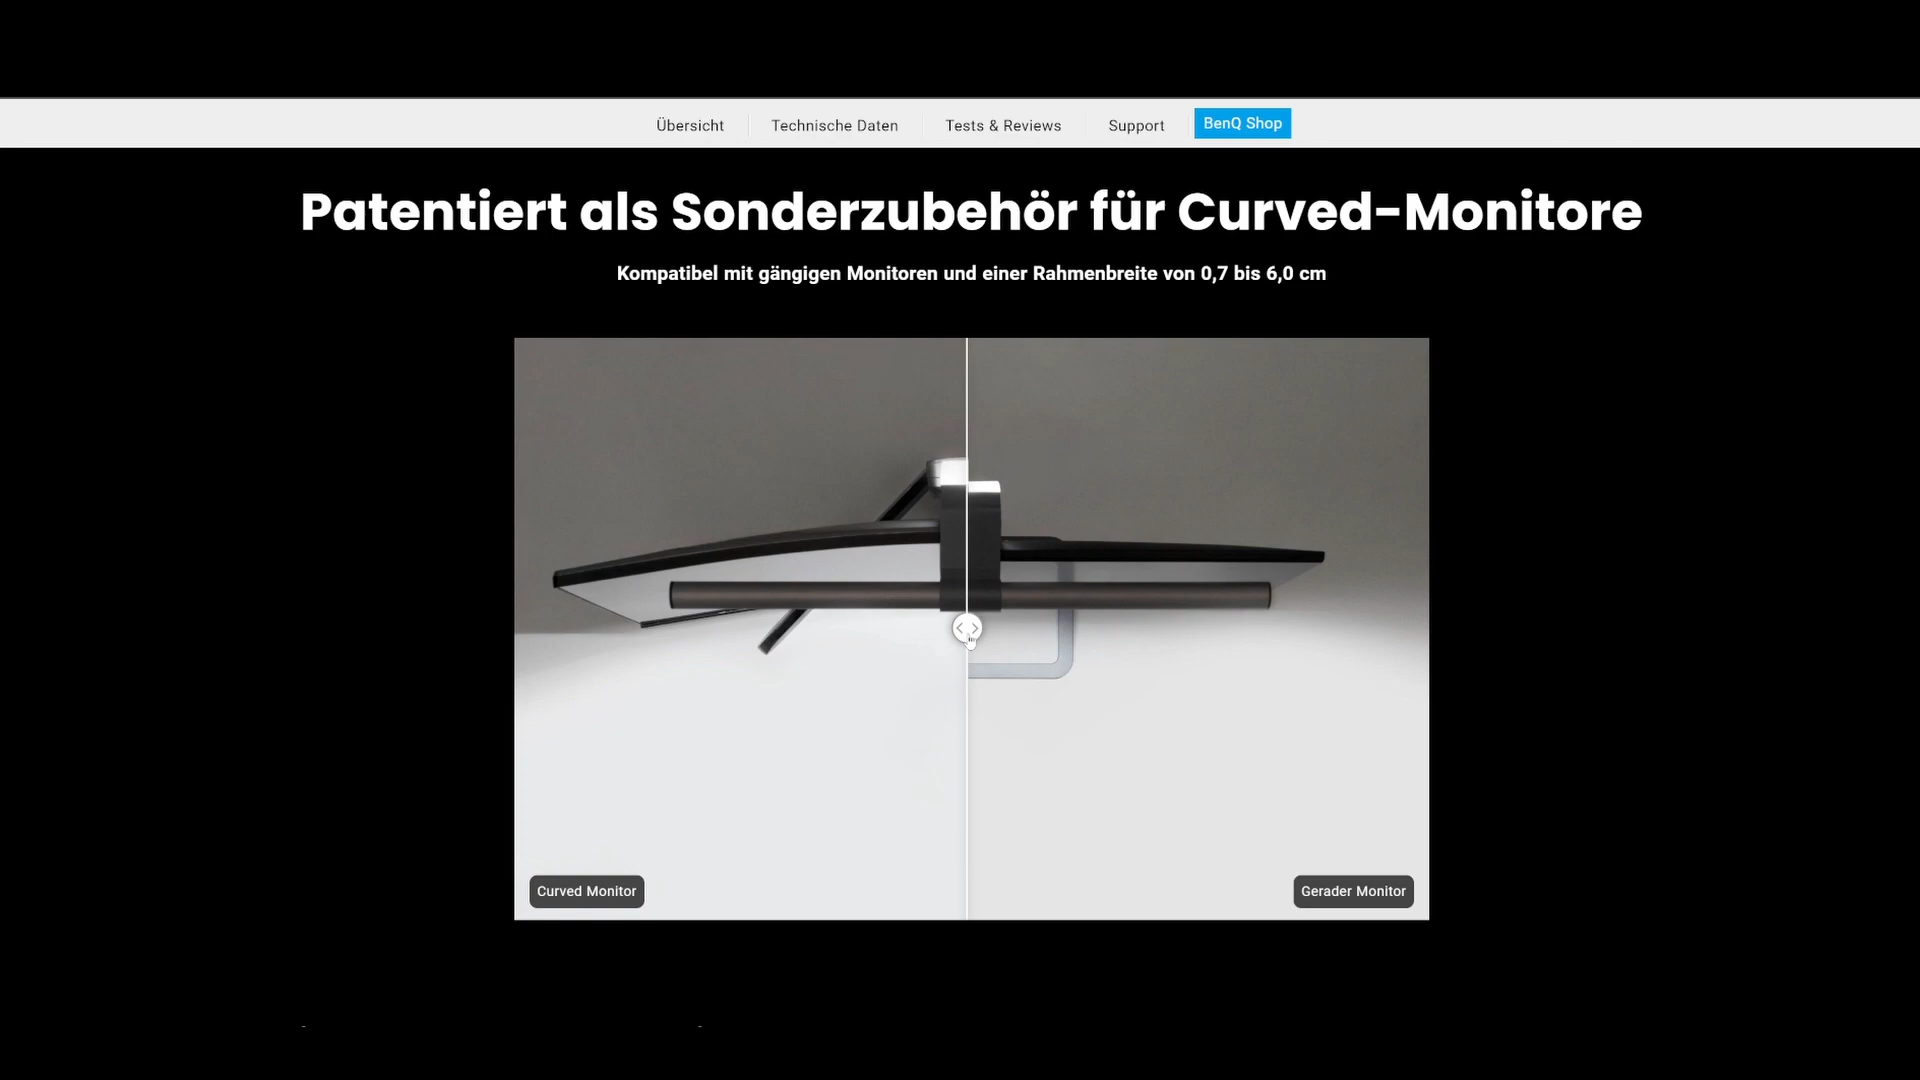 Übersicht
Technische Daten
Tests & Reviews
Support
BenQ Shop
Patentiert als Sonderzubehör für Curved-Monitore
Kompatibel mit gängigen Monitoren und einer Rahmenbreite von 0,7 bis 6,0 cm
Curved Monitor
Gerader Monitor